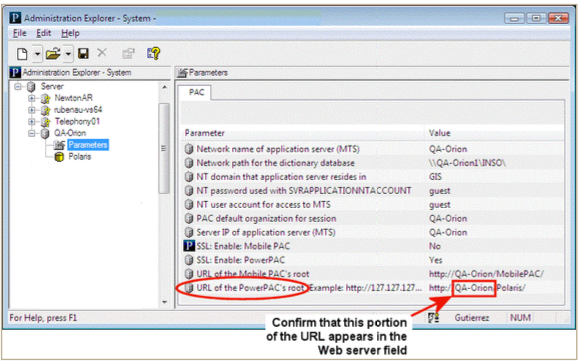 Administration Explorer - System -
File Edit Help
Administration Explorer - System
Parameters
Server
NewtonAR
rubenau-vs64
Telephony01
QA-Orion
Parameters
Polaris
PAC
Parameter Value
Network name of application server (MTS) QA-Orion
Network path for the dictionary database \\QA-Orion1\INSO\
NT domain that application server resides in GIS
NT password used with SVRAPPLICATIONNTACCOUNT guest
NT user account for access to MTS guest
PAC default organization for session QA-Orion
Server IP of application server (MTS) QA-Orion
SSL: Enable: Mobile PAC No
SSL: Enable: PowerPAC Yes
URL of the Mobile PAC's root http://QA-Orion/MobilePAC/
URL of the PowerPAC's root Example: http://127.127.127... http://QA-Orion/Polaris/
For Help, press F1
Gutierrez NUM
Confirm that this portion
of the URL appears in the
Web server field